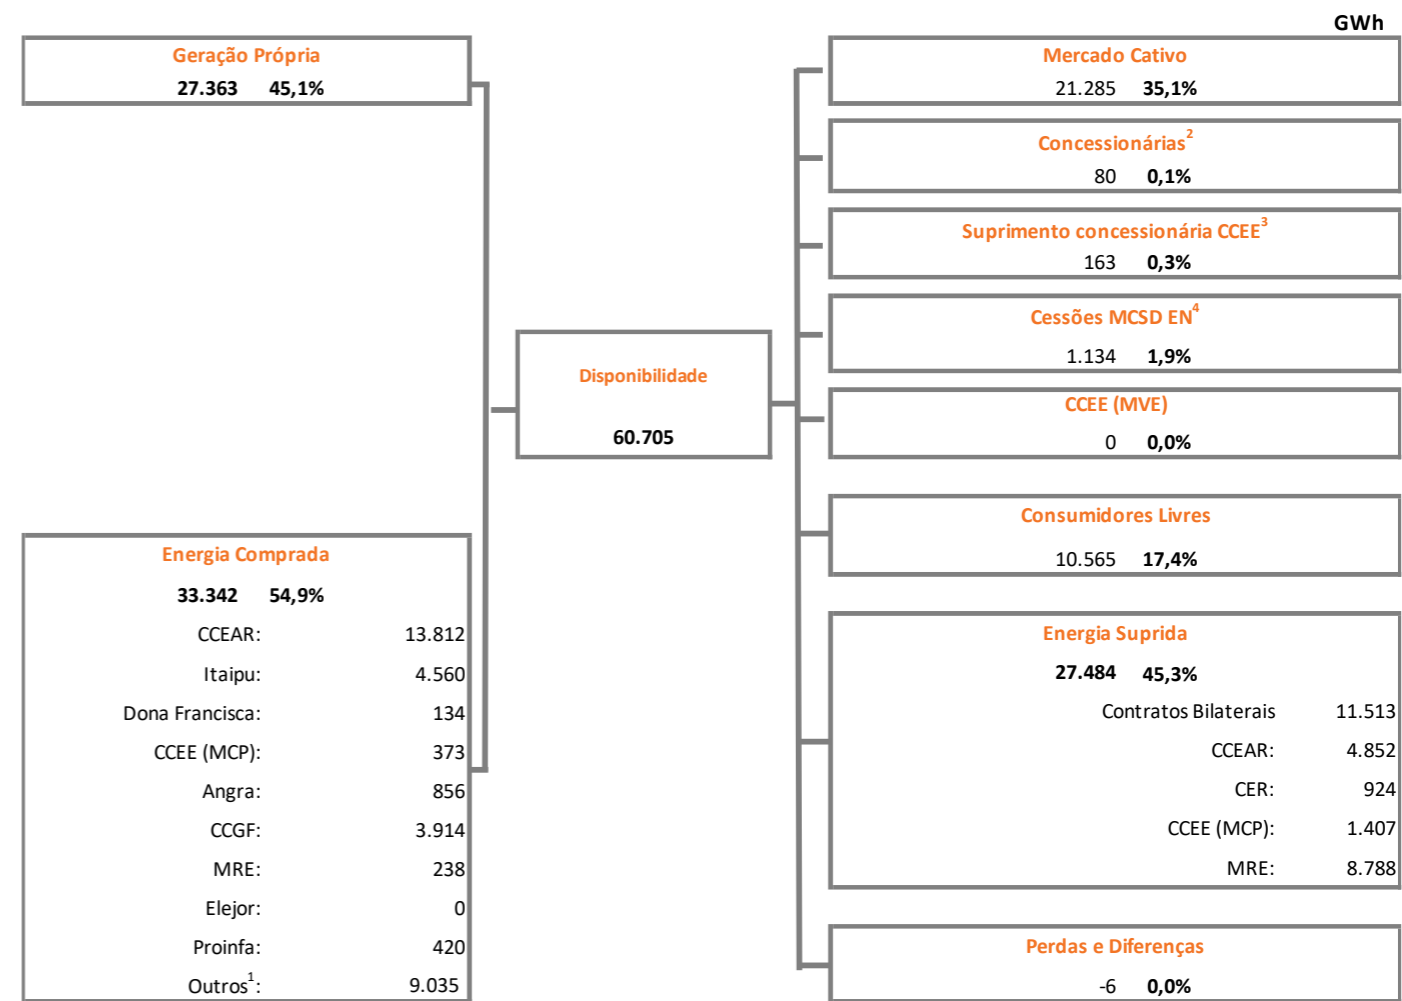 GWh
Geração Própria
27.363 45,1%
Energia Comprada
33.342 54,9%
CCEAR: 13.812
Itaipu: 4.560
Dona Francisca: 134
CCEE (MCP): 373
Angra: 856
CCGF: 3.914
MRE: 238
Elejor: 0
Proinfa: 420
Outros¹: 9.035
Disponibilidade
60.705
Mercado Cativo
21.285 35,1%
Concessionárias²
80 0,1%
Suprimento concessionária CCEE³
163 0,3%
Cessões MCSD EN⁴
1.134 1,9%
CCEE (MVE)
0 0,0%
Consumidores Livres
10.565 17,4%
Energia Suprida
27.484 45,3%
Contratos Bilaterais 11.513
CCEAR: 4.852
CER: 924
CCEE (MCP): 1.407
MRE: 8.788
Perdas e Diferenças
-6 0,0%